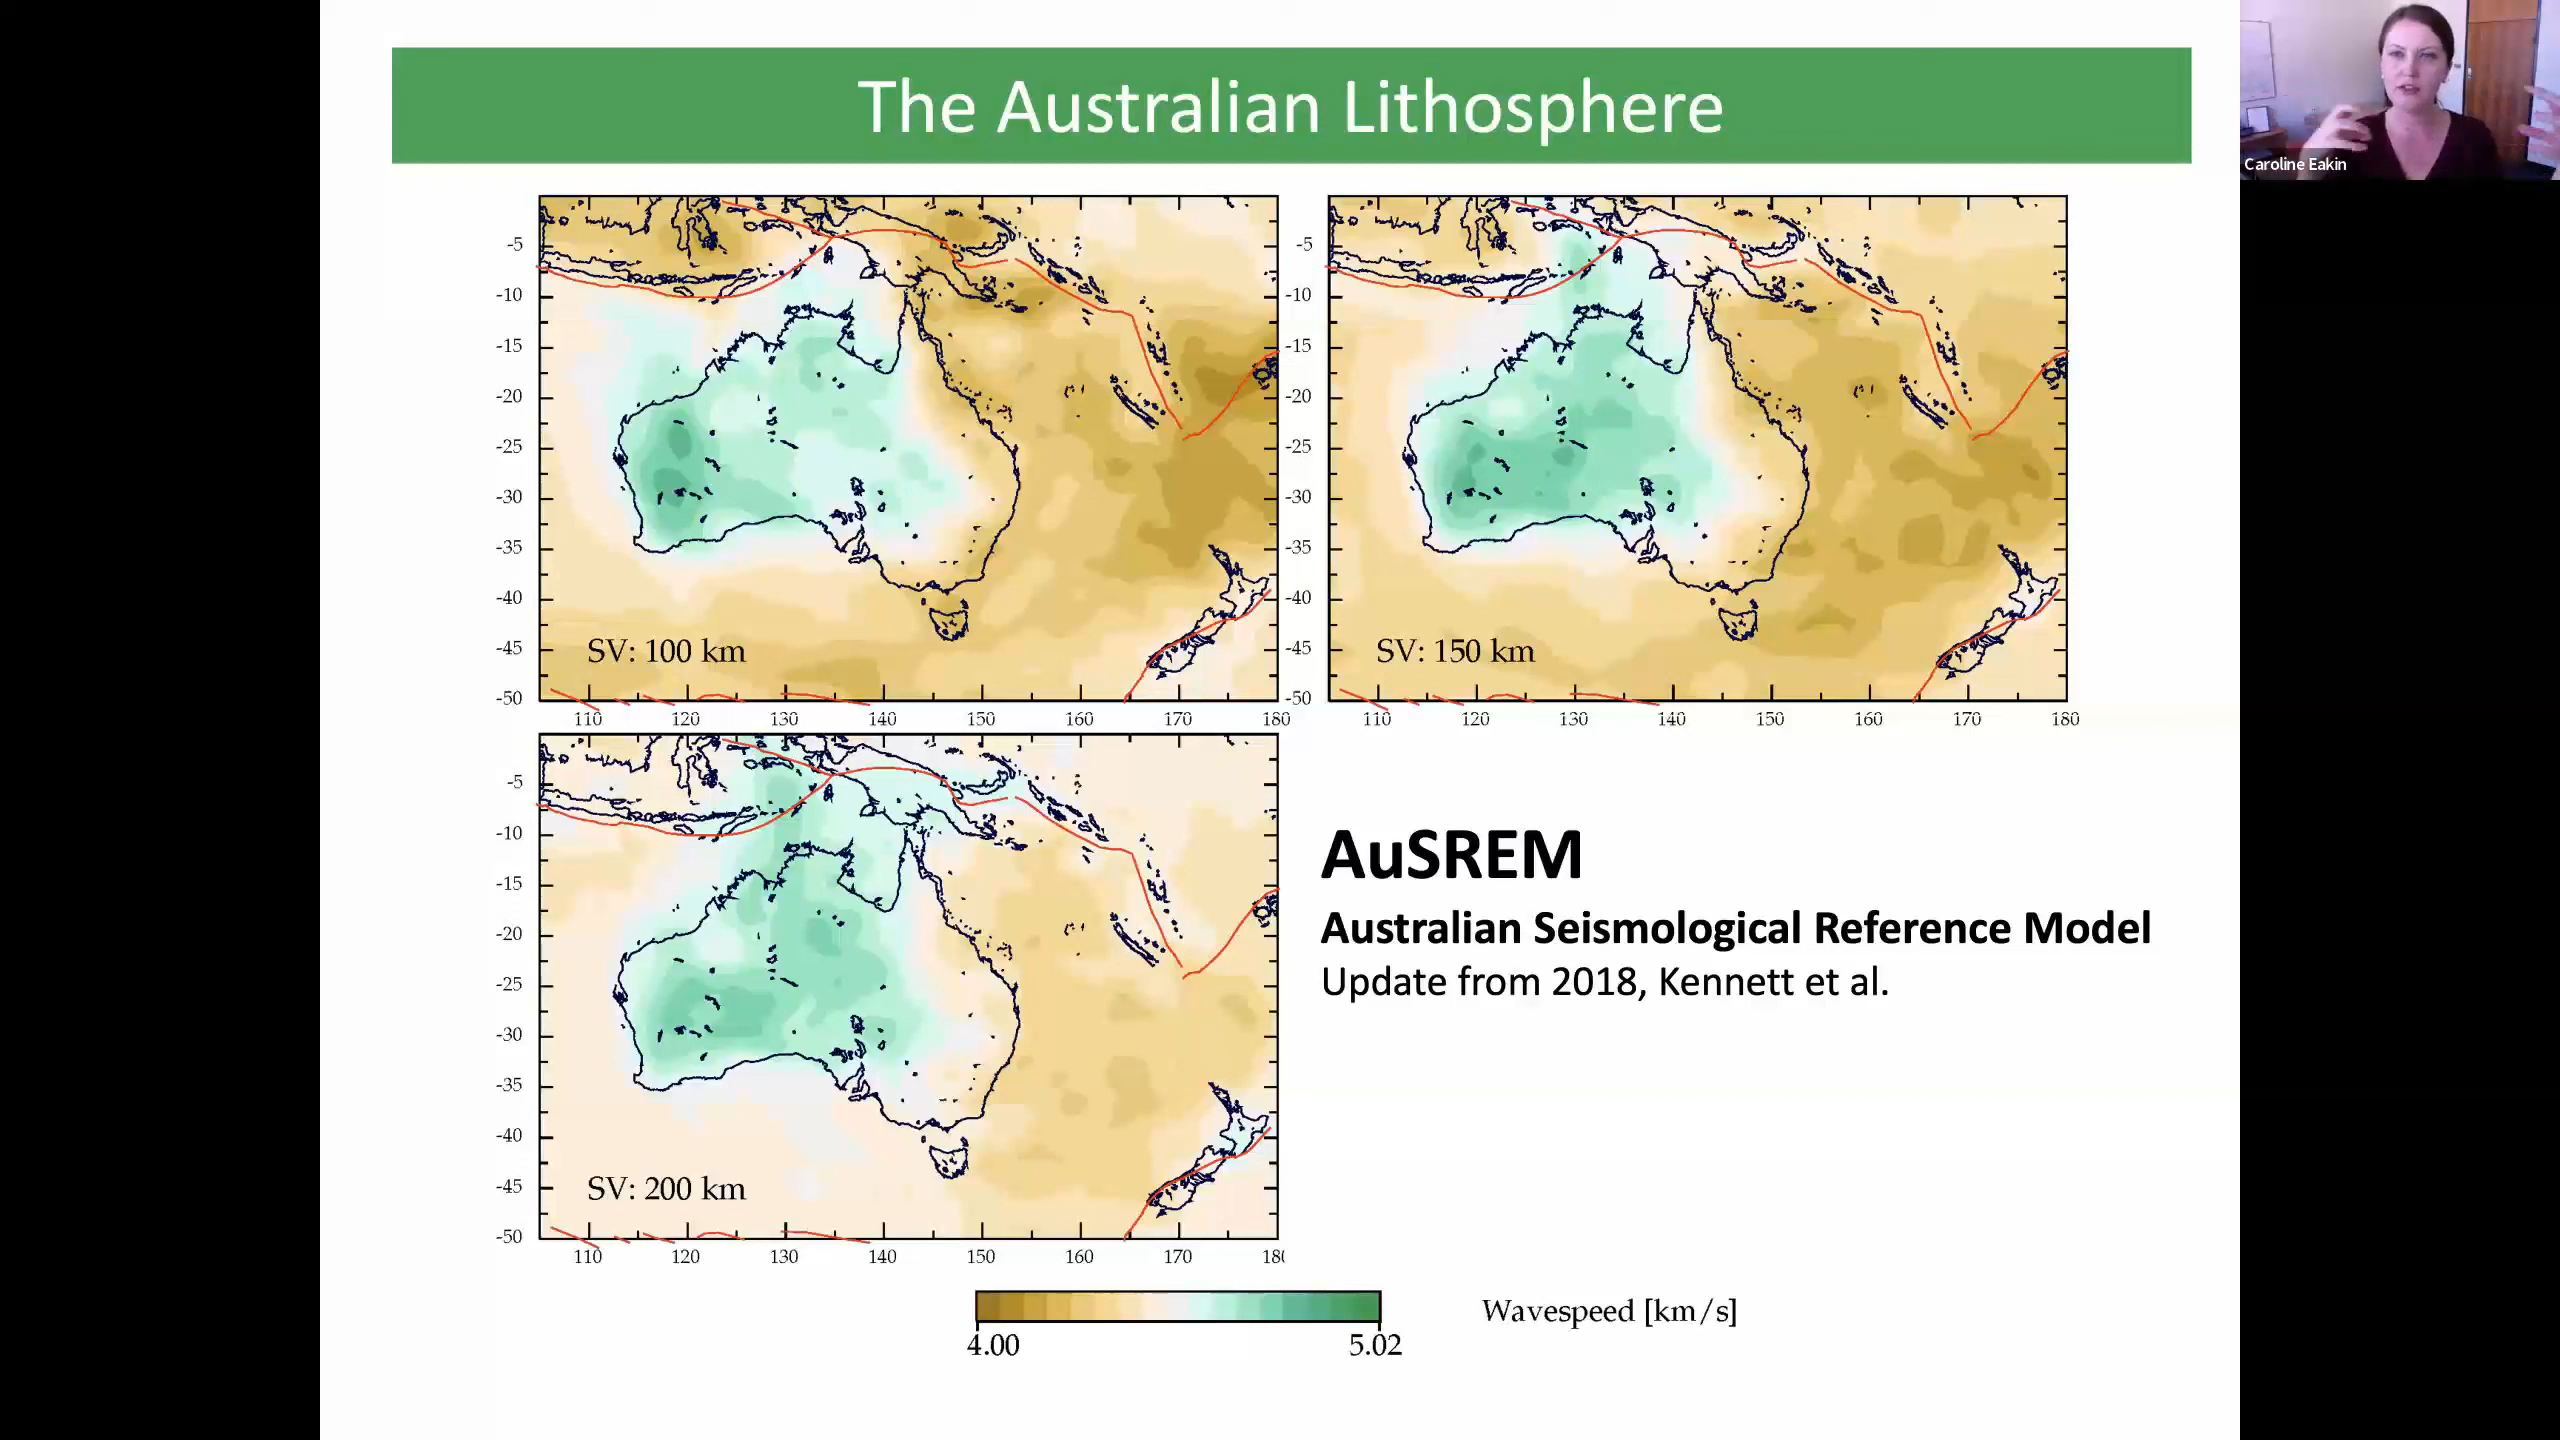 The Australian Lithosphere
Caroline Eakin
-5
-10
-15
-20
-25
-30
-35
-40
-45
-50
SV: 100 km
110 120 130 140 150 160 170 180
-5
-10
-15
-20
-25
-30
-35
-40
-45
-50
SV: 150 km
110 120 130 140 150 160 170 180
-5
-10
-15
-20
-25
-30
-35
-40
-45
-50
SV: 200 km
110 120 130 140 150 160 170 180
AuSREM
Australian Seismological Reference Model
Update from 2018, Kennett et al.
Wavespeed [km/s]
4.00 5.02